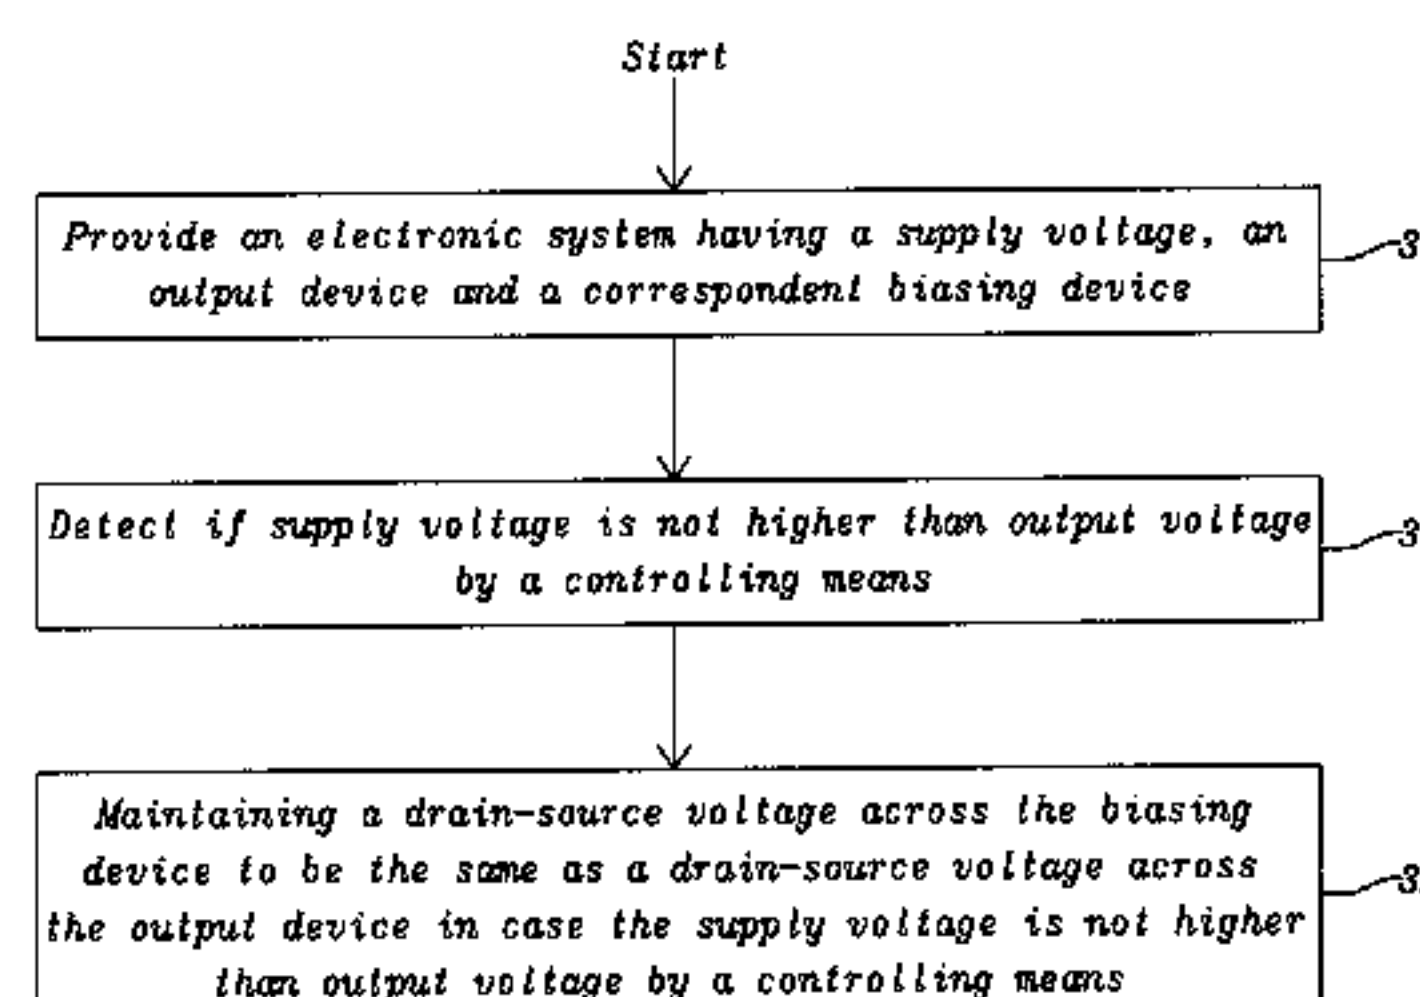 Start
Provide an electronic system having a supply voltage, an
output device and a correspondent biasing device
3
Detect if supply voltage is not higher than output voltage
by a controlling means
3
Maintaining a drain-source voltage across the biasing
device to be the same as a drain-source voltage across
the output device in case the supply voltage is not higher
than output voltage by a controlling means
3